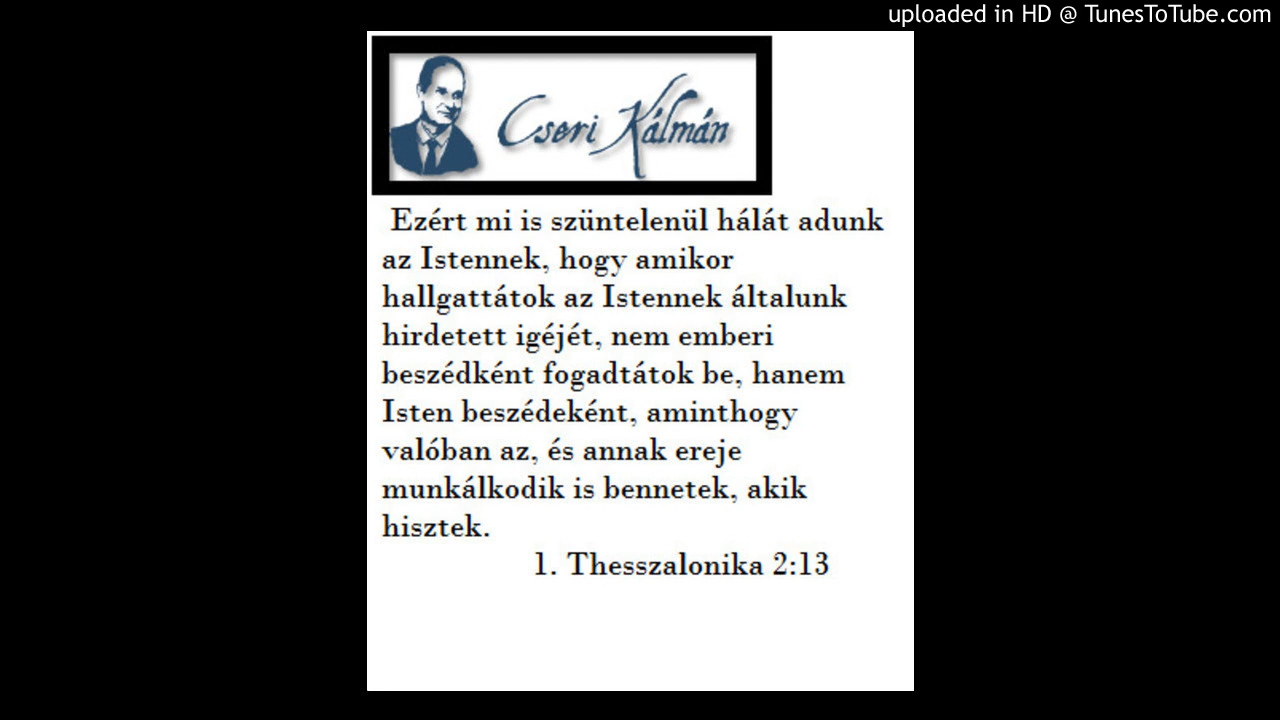 uploaded in HD @ TunesToTube.com
Cseri Kálmán
Ezért mi is szüntelenül hálát adunk
az Istennek, hogy amikor
hallgattátok az Istennek általunk
hirdetett igéjét, nem emberi
beszédként fogadtátok be, hanem
Isten beszédeként, aminthogy
valóban az, és annak ereje
munkálkodik is bennetek, akik
hisztek.
1. Thesszalonika 2:13